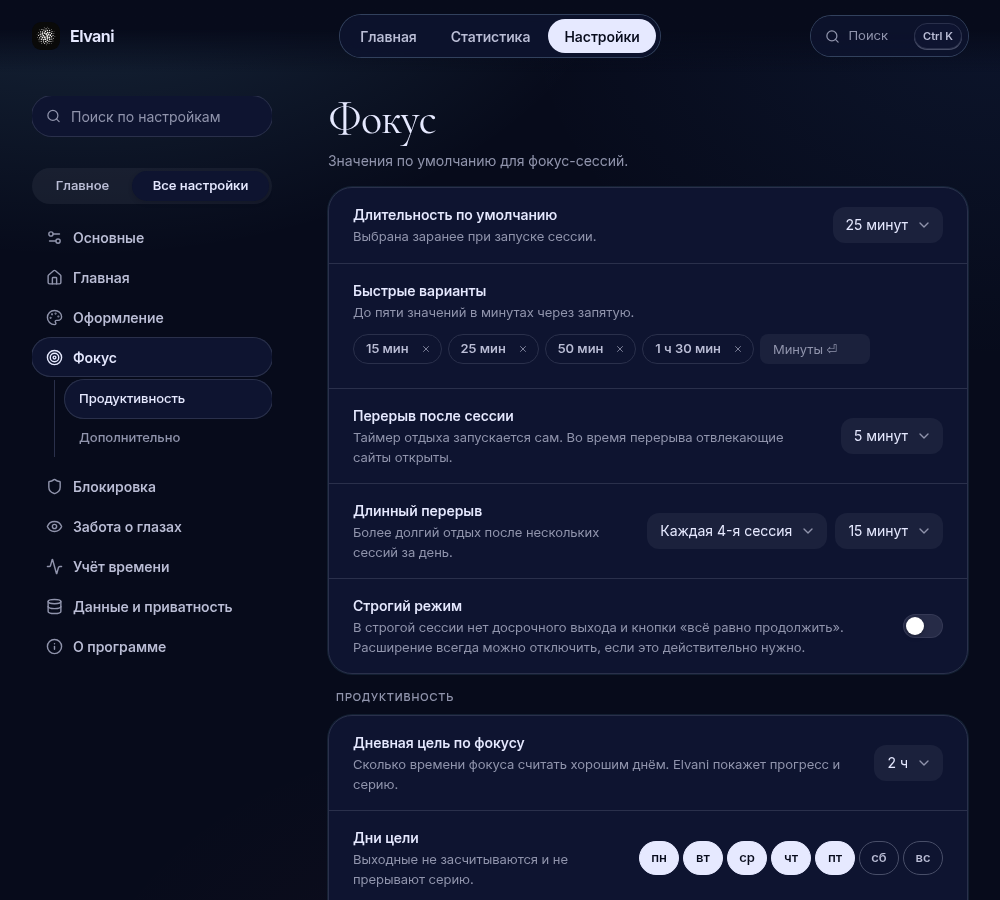 Elvani
Главная
Статистика
Настройки
Поиск
Ctrl K
Поиск по настройкам
Главное
Все настройки
Основные
Главная
Оформление
Фокус
Продуктивность
Дополнительно
Блокировка
Забота о глазах
Учёт времени
Данные и приватность
О программе
Фокус
Значения по умолчанию для фокус-сессий.
Длительность по умолчанию
Выбрана заранее при запуске сессии.
25 минут
Быстрые варианты
До пяти значений в минутах через запятую.
15 мин ×
25 мин ×
50 мин ×
1 ч 30 мин ×
Минуты ⏎
Перерыв после сессии
Таймер отдыха запускается сам. Во время перерыва отвлекающие
сайты открыты.
5 минут
Длинный перерыв
Более долгий отдых после нескольких
сессий за день.
Каждая 4-я сессия
15 минут
Строгий режим
В строгой сессии нет досрочного выхода и кнопки «всё равно продолжить».
Расширение всегда можно отключить, если это действительно нужно.
ПРОДУКТИВНОСТЬ
Дневная цель по фокусу
Сколько времени фокуса считать хорошим днём. Elvani покажет прогресс и
серию.
2 ч
Дни цели
Выходные не засчитываются и не
прерывают серию.
пн
вт
ср
чт
пт
сб
вс